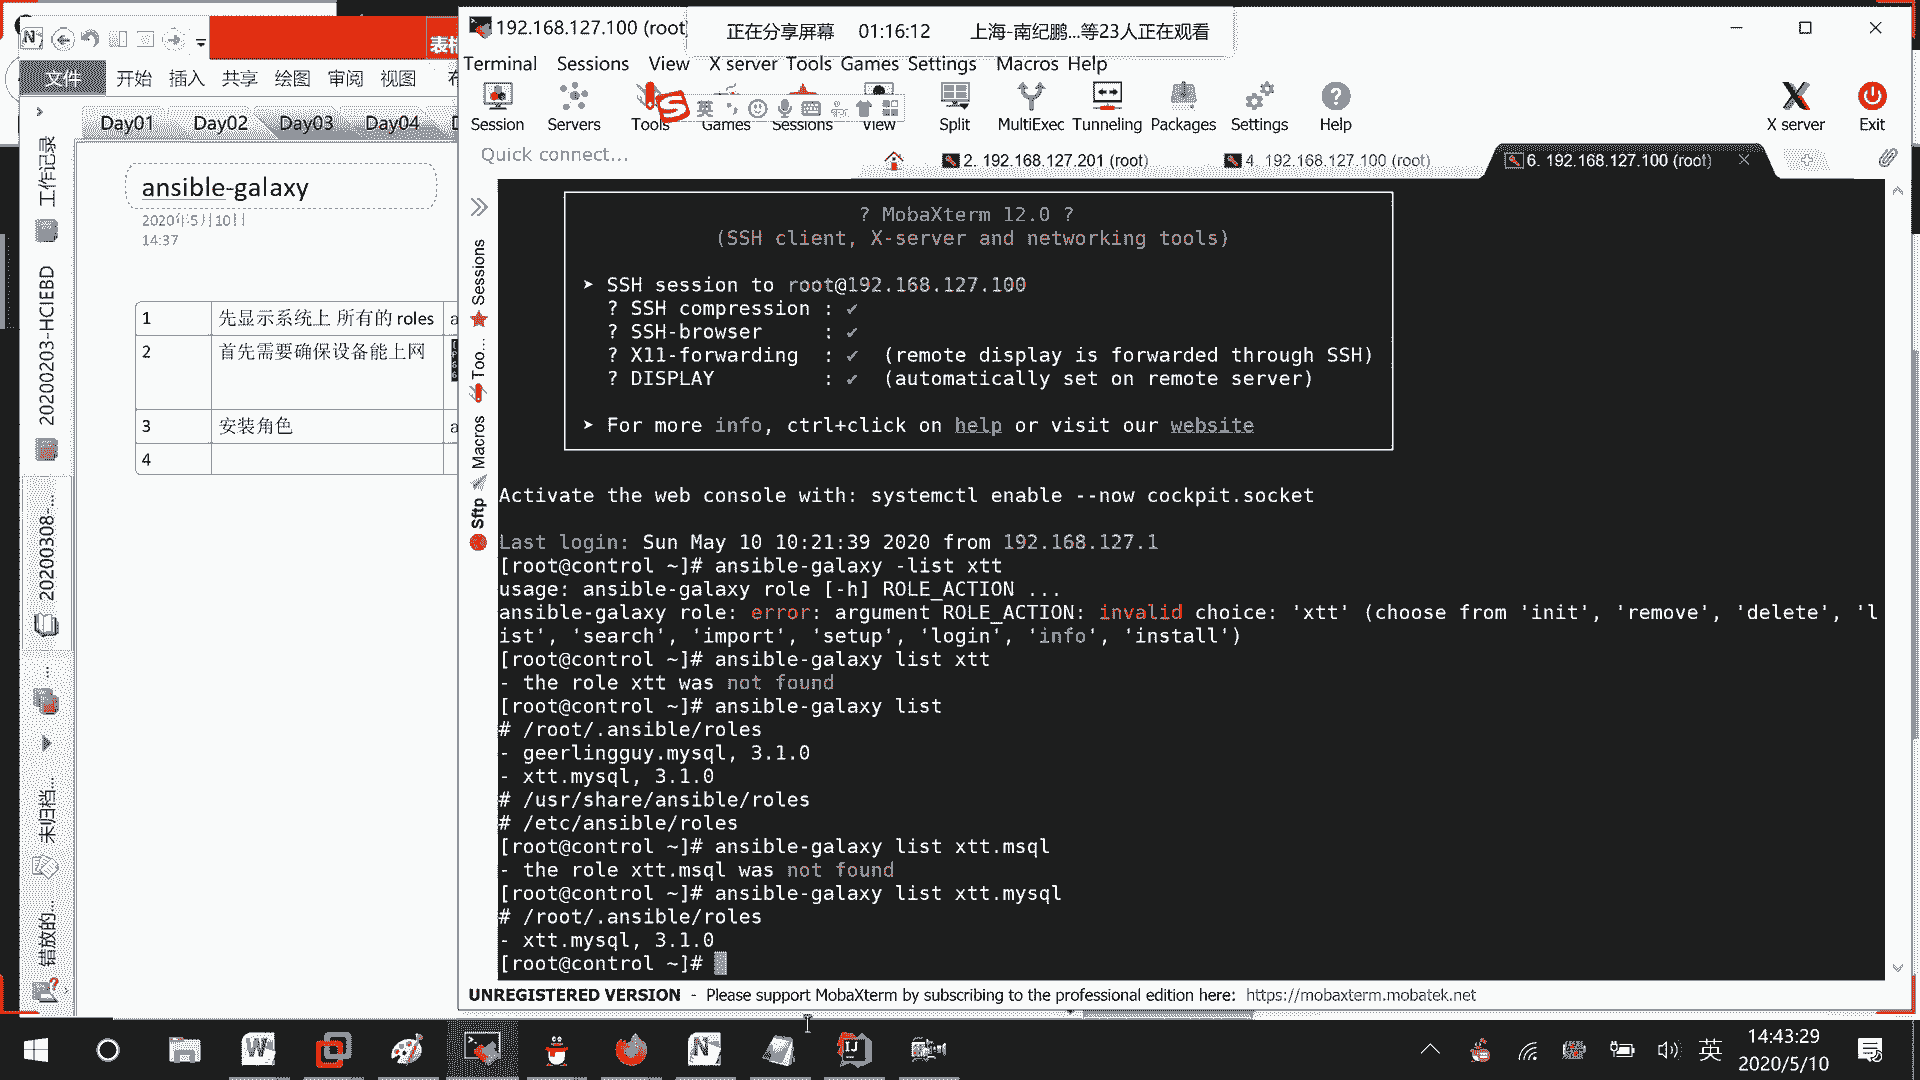 192.168.127.100 (root
正在分享屏幕 01:16:12 上海-南纪鹏...等23人正在观看
表格
文件 开始 插入 共享 绘图 审阅 视图
Terminal Sessions View X server Tools Games Settings Macros Help
英
Session Servers Tools Games Sessions View Split MultiExec Tunneling Packages Settings Help X server Exit
Day01 Day02 Day03 Day04
Quick connect...
2. 192.168.127.201 (root)
4. 192.168.127.100 (root)
6. 192.168.127.100 (root)
工作记录
20200203-HCIEBD
20200308-...
未归档...
错放的...
ansible-galaxy
2020年5月10日
14:37
1 先显示系统上 所有的 roles a
2 首先需要确保设备能上网
3 安装角色 a
4
Sessions
Too...
Macros
Sftp
? MobaXterm 12.0 ?
(SSH client, X-server and networking tools)
➤ SSH session to root@192.168.127.100
? SSH compression : ✔
? SSH-browser : ✔
? X11-forwarding : ✔ (remote display is forwarded through SSH)
? DISPLAY : ✔ (automatically set on remote server)
➤ For more info, ctrl+click on help or visit our website
Activate the web console with: systemctl enable --now cockpit.socket
Last login: Sun May 10 10:21:39 2020 from 192.168.127.1
[root@control ~]# ansible-galaxy -list xtt
usage: ansible-galaxy role [-h] ROLE_ACTION ...
ansible-galaxy role: error: argument ROLE_ACTION: invalid choice: 'xtt' (choose from 'init', 'remove', 'delete', 'l
ist', 'search', 'import', 'setup', 'login', 'info', 'install')
[root@control ~]# ansible-galaxy list xtt
- the role xtt was not found
[root@control ~]# ansible-galaxy list
# /root/.ansible/roles
- geerlingguy.mysql, 3.1.0
- xtt.mysql, 3.1.0
# /usr/share/ansible/roles
# /etc/ansible/roles
[root@control ~]# ansible-galaxy list xtt.msql
- the role xtt.msql was not found
[root@control ~]# ansible-galaxy list xtt.mysql
# /root/.ansible/roles
- xtt.mysql, 3.1.0
[root@control ~]#
UNREGISTERED VERSION - Please support MobaXterm by subscribing to the professional edition here: https://mobaxterm.mobatek.net
英
14:43:29
2020/5/10